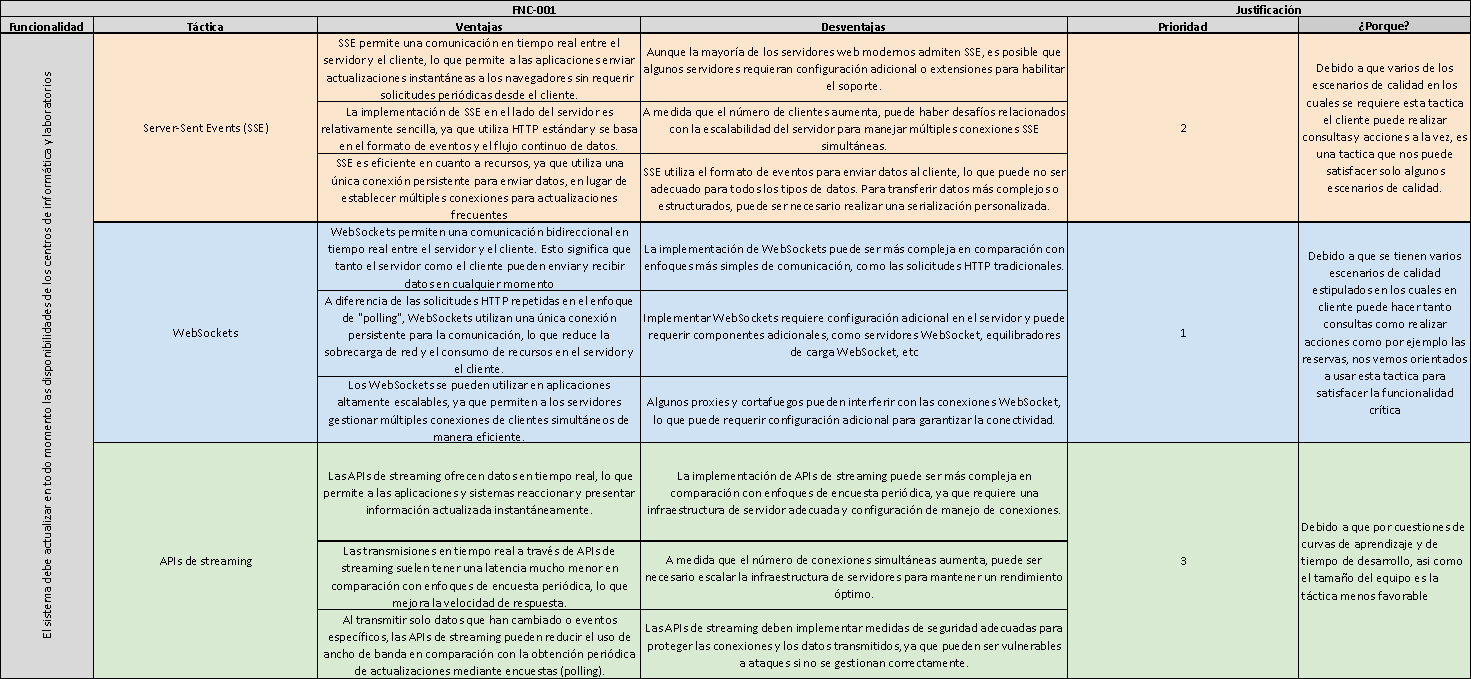 FNC-001
Justificación
Funcionalidad
Táctica
Ventajas
Desventajas
Prioridad
¿Porque?
El sistema debe actualizar en todo momento las disponibilidades de los centros de informática y laboratorios
Server-Sent Events (SSE)
SSE permite una comunicación en tiempo real entre el
servidor y el cliente, lo que permite a las aplicaciones enviar
actualizaciones instantáneas a los navegadores sin requerir
solicitudes periódicas desde el cliente.
Aunque la mayoría de los servidores web modernos admiten SSE, es posible que
algunos servidores requieran configuración adicional o extensiones para habilitar
el soporte.
La implementación de SSE en el lado del servidor es
relativamente sencilla, ya que utiliza HTTP estándar y se basa
en el formato de eventos y el flujo continuo de datos.
A medida que el número de clientes aumenta, puede haber desafíos relacionados
con la escalabilidad del servidor para manejar múltiples conexiones SSE
simultáneas.
SSE es eficiente en cuanto a recursos, ya que utiliza una
única conexión persistente para enviar datos, en lugar de
establecer múltiples conexiones para actualizaciones
frecuentes
SSE utiliza el formato de eventos para enviar datos al cliente, lo que puede no ser
adecuado para todos los tipos de datos. Para transferir datos más complejos o
estructurados, puede ser necesario realizar una serialización personalizada.
2
Debido a que varios de los
escenarios de calidad en los
cuales se requiere esta tactica
el cliente puede realizar
consultas y acciones a la vez, es
una tactica que nos puede
satisfacer solo algunos
escenarios de calidad.
WebSockets
WebSockets permiten una comunicación bidireccional en
tiempo real entre el servidor y el cliente. Esto significa que
tanto el servidor como el cliente pueden enviar y recibir
datos en cualquier momento
La implementación de WebSockets puede ser más compleja en comparación con
enfoques más simples de comunicación, como las solicitudes HTTP tradicionales.
A diferencia de las solicitudes HTTP repetidas en el enfoque
de "polling", WebSockets utilizan una única conexión
persistente para la comunicación, lo que reduce la
sobrecarga de red y el consumo de recursos en el servidor y
el cliente.
Implementar WebSockets requiere configuración adicional en el servidor y puede
requerir componentes adicionales, como servidores WebSocket, equilibradores
de carga WebSocket, etc
Los WebSockets se pueden utilizar en aplicaciones
altamente escalables, ya que permiten a los servidores
gestionar múltiples conexiones de clientes simultáneos de
manera eficiente.
Algunos proxies y cortafuegos pueden interferir con las conexiones WebSocket,
lo que puede requerir configuración adicional para garantizar la conectividad.
1
Debido a que se tienen varios
escenarios de calidad
estipulados en los cuales en
cliente puede hacer tanto
consultas como realizar
acciones como por ejemplo las
reservas, nos vemos orientados
a usar esta tactica para
satisfacer la funcionalidad
crítica
APIs de streaming
Las APIs de streaming ofrecen datos en tiempo real, lo que
permite a las aplicaciones y sistemas reaccionar y presentar
información actualizada instantáneamente.
La implementación de APIs de streaming puede ser más compleja en
comparación con enfoques de encuesta periódica, ya que requiere una
infraestructura de servidor adecuada y configuración de manejo de conexiones.
Las transmisiones en tiempo real a través de APIs de
streaming suelen tener una latencia mucho menor en
comparación con enfoques de encuesta periódica, lo que
mejora la velocidad de respuesta.
A medida que el número de conexiones simultáneas aumenta, puede ser
necesario escalar la infraestructura de servidores para mantener un rendimiento
óptimo.
Al transmitir solo datos que han cambiado o eventos
específicos, las APIs de streaming pueden reducir el uso de
ancho de banda en comparación con la obtención periódica
de actualizaciones mediante encuestas (polling).
Las APIs de streaming deben implementar medidas de seguridad adecuadas para
proteger las conexiones y los datos transmitidos, ya que pueden ser vulnerables
a ataques si no se gestionan correctamente.
3
Debido a que por cuestiones de
curvas de aprendizaje y de
tiempo de desarrollo, asi como
el tamaño del equipo es la
táctica menos favorable